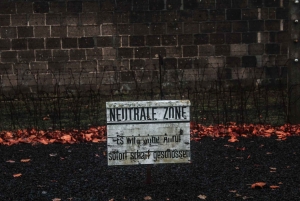 NEUTRALE ZONE
Es wird ohne Anruf
sofort scharf geschossen